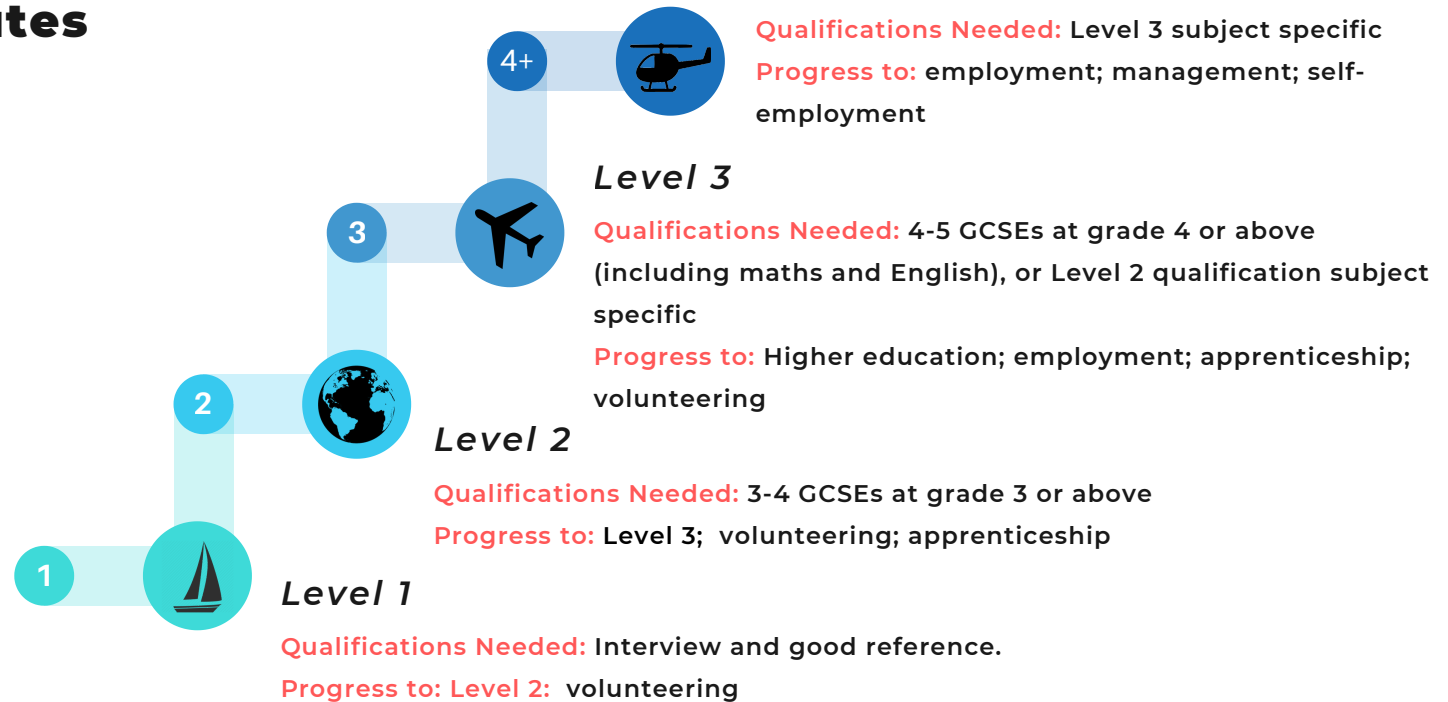 4+
Qualifications Needed: Level 3 subject specific
Progress to: employment; management; self-
employment
Level 3
3
Qualifications Needed: 4-5 GCSEs at grade 4 or above
(including maths and English), or Level 2 qualification subject
specific
Progress to: Higher education; employment; apprenticeship;
volunteering
2
Level 2
Qualifications Needed: 3-4 GCSEs at grade 3 or above
Progress to: Level 3;  volunteering; apprenticeship
1
Level 1
Qualifications Needed: Interview and good reference.
Progress to: Level 2:  volunteering